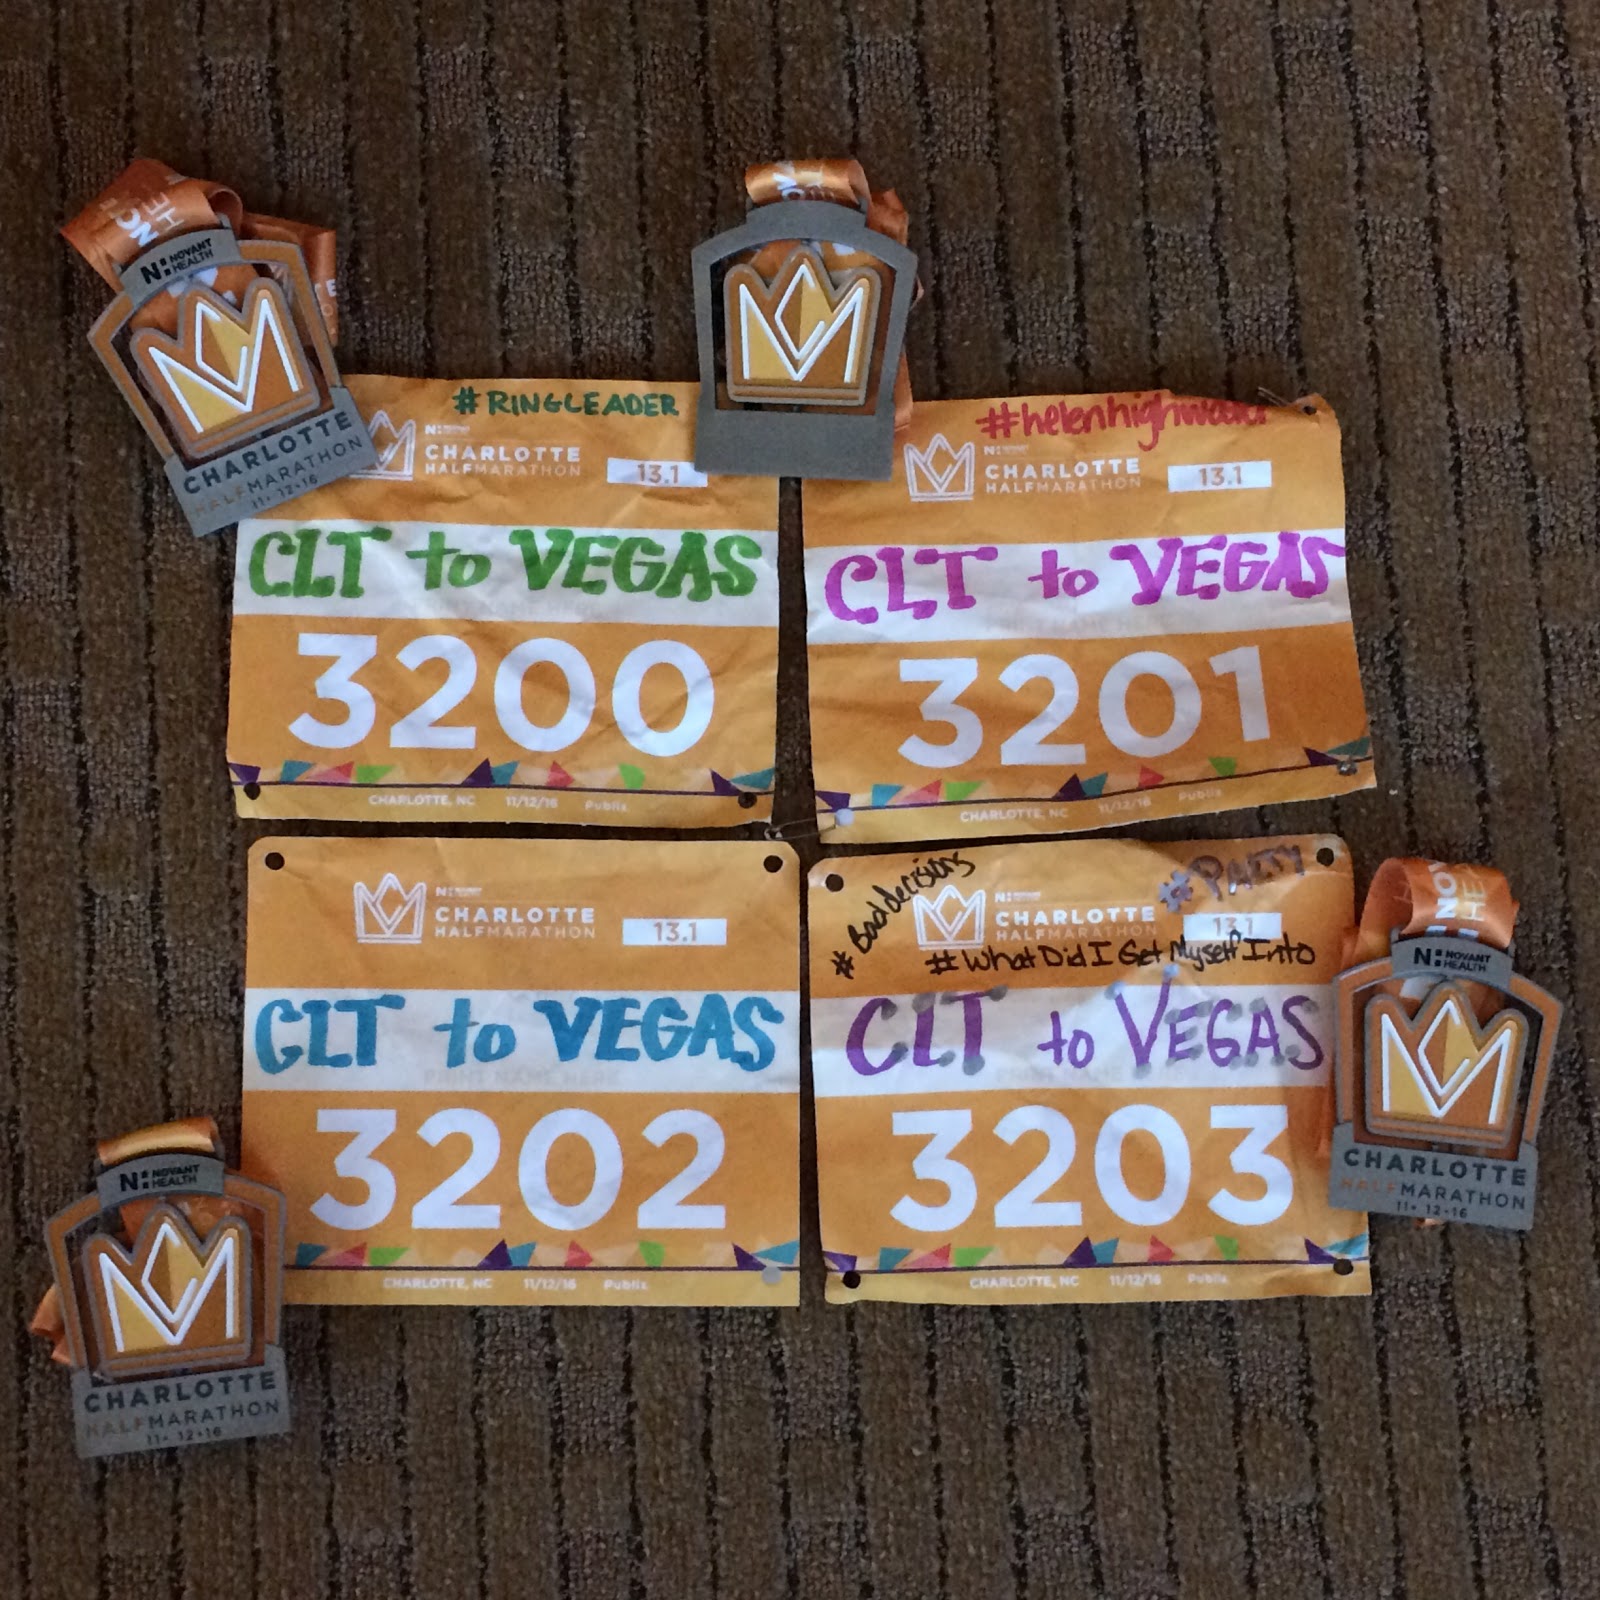 NOVANT
HEALTH
CHARLOTTE
HALFMARATHON
11·12·16
#RINGLEADER
CHARLOTTE
HALFMARATHON
13.1
CLT to VEGAS
3200
CHARLOTTE, NC 11/12/16 Publix
#helenhighwater
CHARLOTTE
HALFMARATHON
13.1
CLT to VEGAS
3201
CHARLOTTE, NC 11/12/16 Publix
CHARLOTTE
HALFMARATHON
13.1
CLT to VEGAS
PRINT NAME HERE
3202
CHARLOTTE, NC 11/12/16 Publix
#Baddecisions
#PARTY
CHARLOTTE
HALFMARATHON
13.1
#WhatDidIGetMyselfInto
CLT to VEGAS
3203
CHARLOTTE, NC 11/12/16 Publix
NOVANT
HEALTH
CHARLOTTE
HALFMARATHON
11·12·16
NOVANT
HEALTH
CHARLOTTE
HALFMARATHON
11·12·16